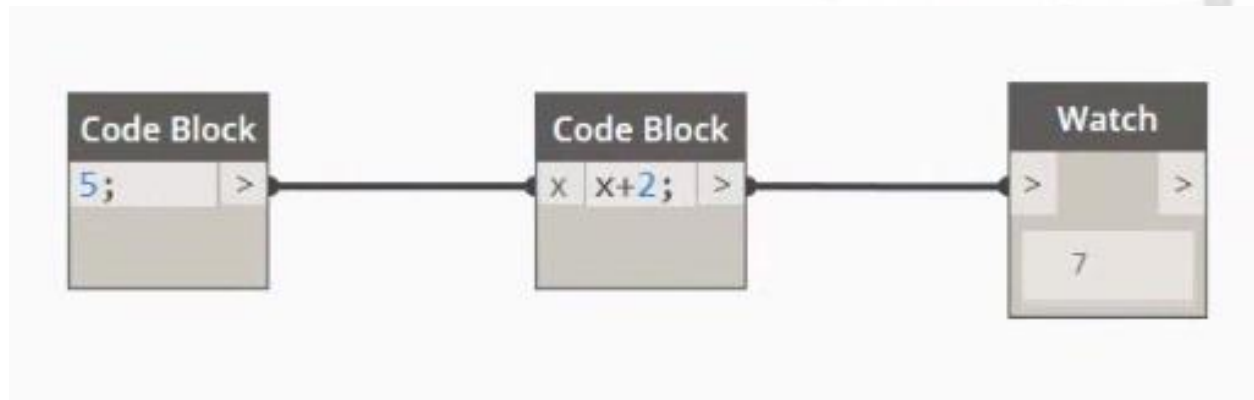 Code Block
5; >
Code Block
x x+2; >
Watch
> >
7